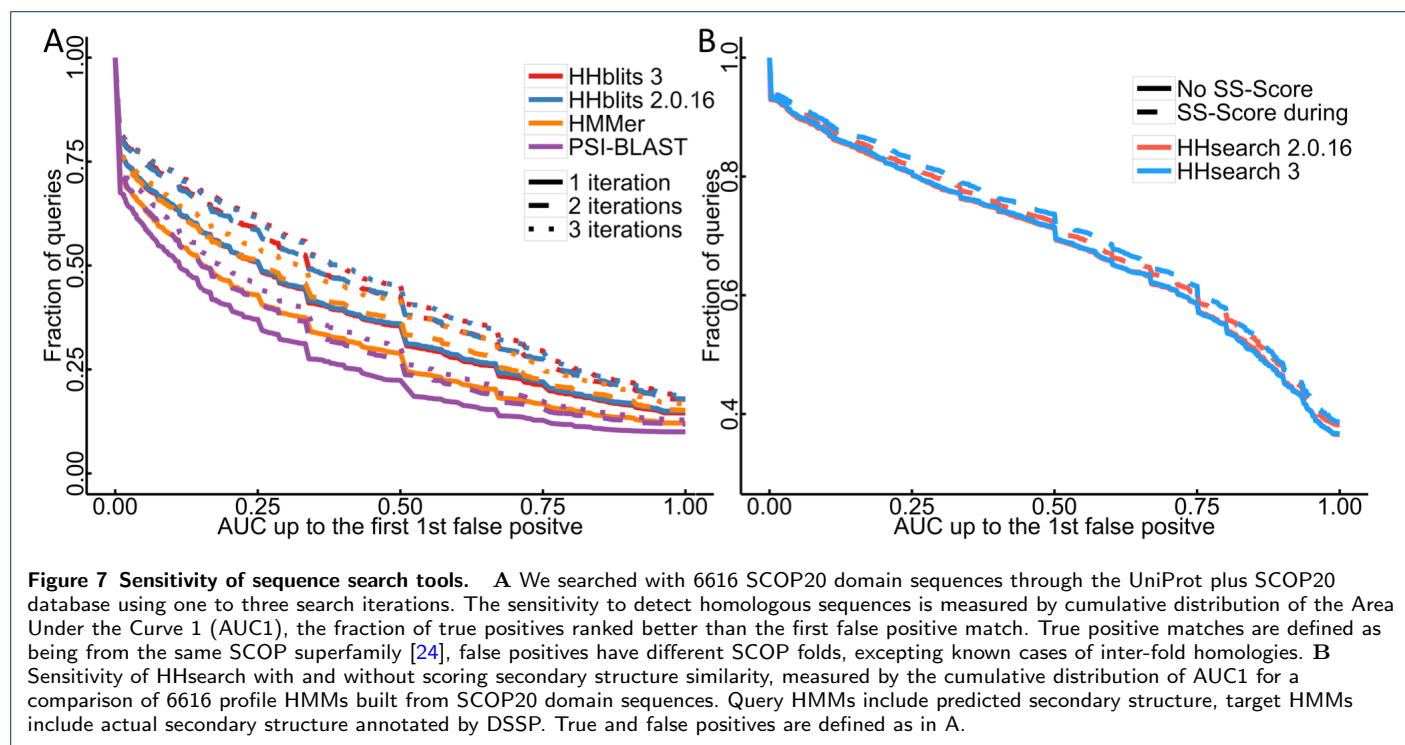 A
Fraction of queries
1.00
0.75
0.50
0.25
0.00
HHblits 3
HHblits 2.0.16
HMMer
PSI-BLAST
1 iteration
2 iterations
3 iterations
0.00 0.25 0.50 0.75 1.00
AUC up to the first 1st false positve
B
Fraction of queries
1.0
0.8
0.6
0.4
No SS-Score
SS-Score during
HHsearch 2.0.16
HHsearch 3
0.00 0.25 0.50 0.75 1.00
AUC up to the 1st false positve
Figure 7 Sensitivity of sequence search tools. A We searched with 6616 SCOP20 domain sequences through the UniProt plus SCOP20
database using one to three search iterations. The sensitivity to detect homologous sequences is measured by cumulative distribution of the Area
Under the Curve 1 (AUC1), the fraction of true positives ranked better than the first false positive match. True positive matches are defined as
being from the same SCOP superfamily [24], false positives have different SCOP folds, excepting known cases of inter-fold homologies. B
Sensitivity of HHsearch with and without scoring secondary structure similarity, measured by the cumulative distribution of AUC1 for a
comparison of 6616 profile HMMs built from SCOP20 domain sequences. Query HMMs include predicted secondary structure, target HMMs
include actual secondary structure annotated by DSSP. True and false positives are defined as in A.